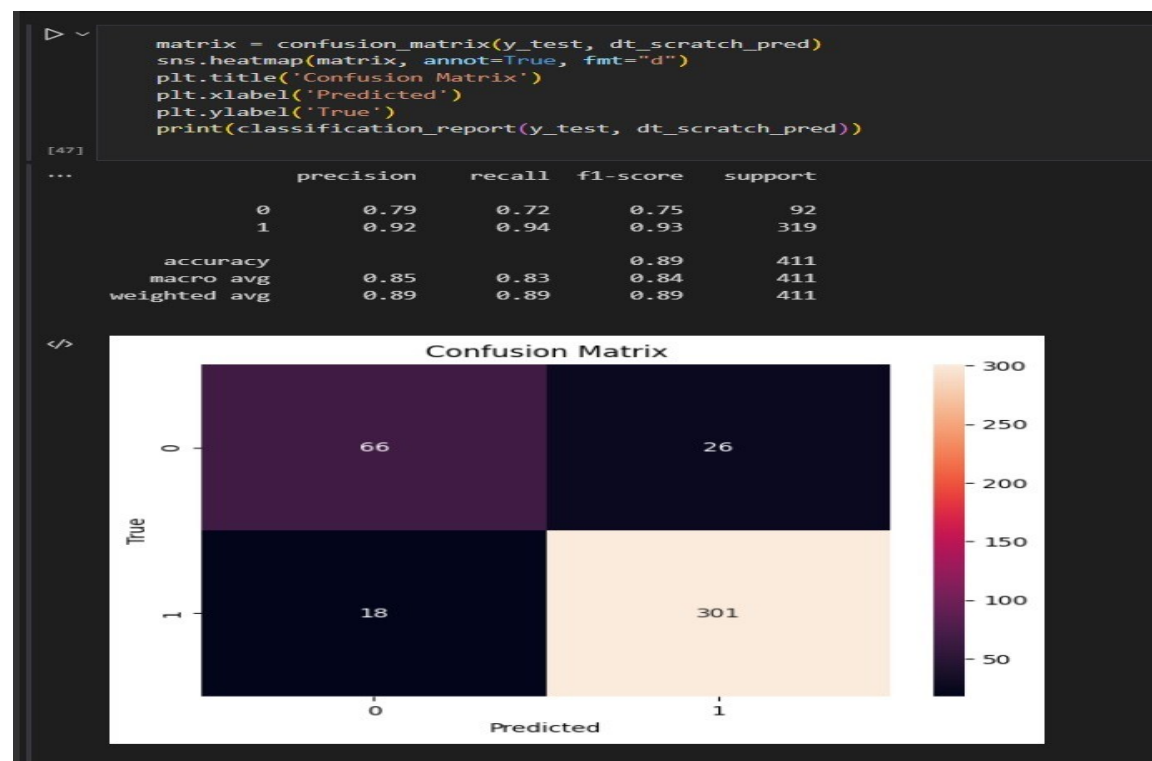 matrix = confusion_matrix(y_test, dt_scratch_pred)
sns.heatmap(matrix, annot=True, fmt="d")
plt.title('Confusion Matrix')
plt.xlabel('Predicted')
plt.ylabel('True')
print(classification_report(y_test, dt_scratch_pred))
[47]
... precision recall f1-score support
0 0.79 0.72 0.75 92
1 0.92 0.94 0.93 319
accuracy 0.89 411
macro avg 0.85 0.83 0.84 411
weighted avg 0.89 0.89 0.89 411
</>
Confusion Matrix
300
250
200
150
100
50
True
0 66 26
1 18 301
0 1
Predicted